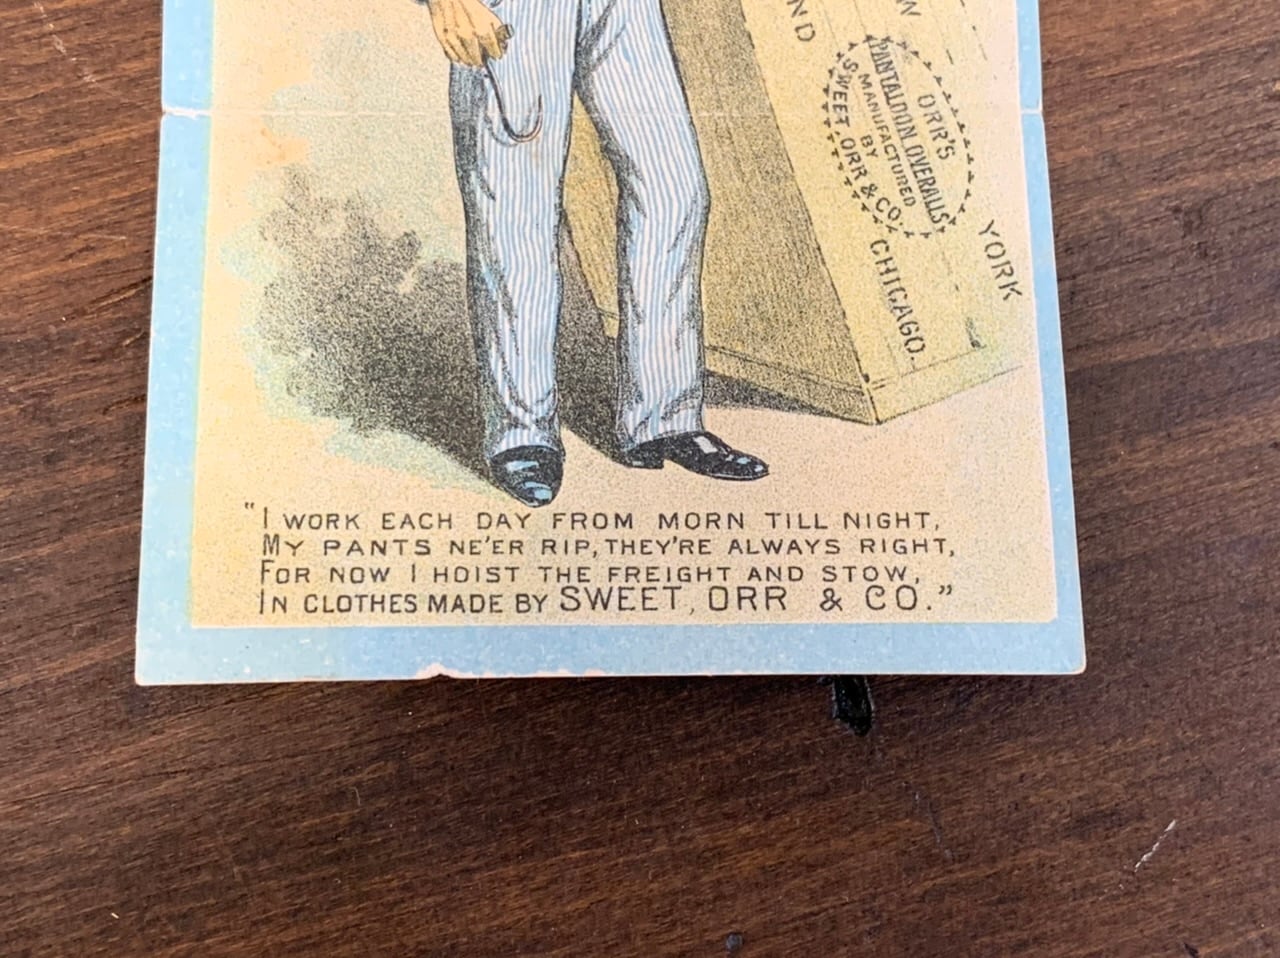 ND
W
ORR'S
PANTALOON OVERALLS
MANUFACTURED
BY
SWEET, ORR & CO.
CHICAGO.
YORK
"I WORK EACH DAY FROM MORN TILL NIGHT,
MY PANTS NE'ER RIP, THEY'RE ALWAYS RIGHT,
FOR NOW I HOIST THE FREIGHT AND STOW,
IN CLOTHES MADE BY SWEET, ORR & CO."